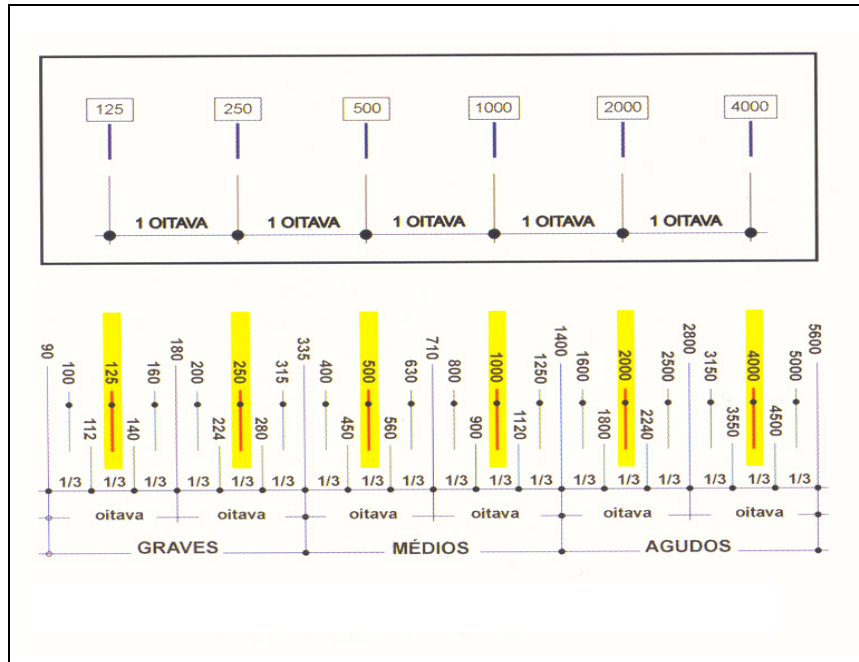 125 250 500 1000 2000 4000
1 OITAVA 1 OITAVA 1 OITAVA 1 OITAVA 1 OITAVA
90 100 112 125 140 160 180 200 224 250 280 315 335 400 450 500 560 630 710 800 900 1000 1120 1250 1400 1600 1800 2000 2240 2500 2800 3150 3550 4000 4500 5000 5600
1/3 1/3 1/3 1/3 1/3 1/3 1/3 1/3 1/3 1/3 1/3 1/3 1/3 1/3 1/3 1/3 1/3 1/3
oitava oitava oitava oitava oitava oitava
GRAVES MÉDIOS AGUDOS